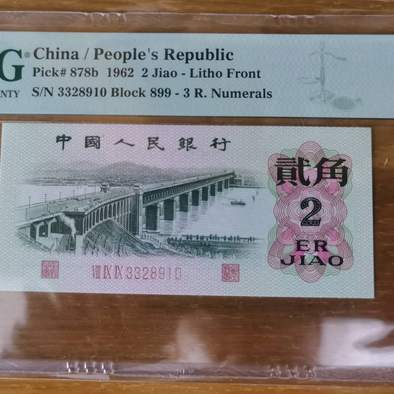 G China / People's Republic
Pick# 878b 1962 2 Jiao - Litho Front
NTY S/N 3328910 Block 899 - 3 R. Numerals
中國人民銀行
貳角
2
ER
JIAO
VIII IX IX 3328910